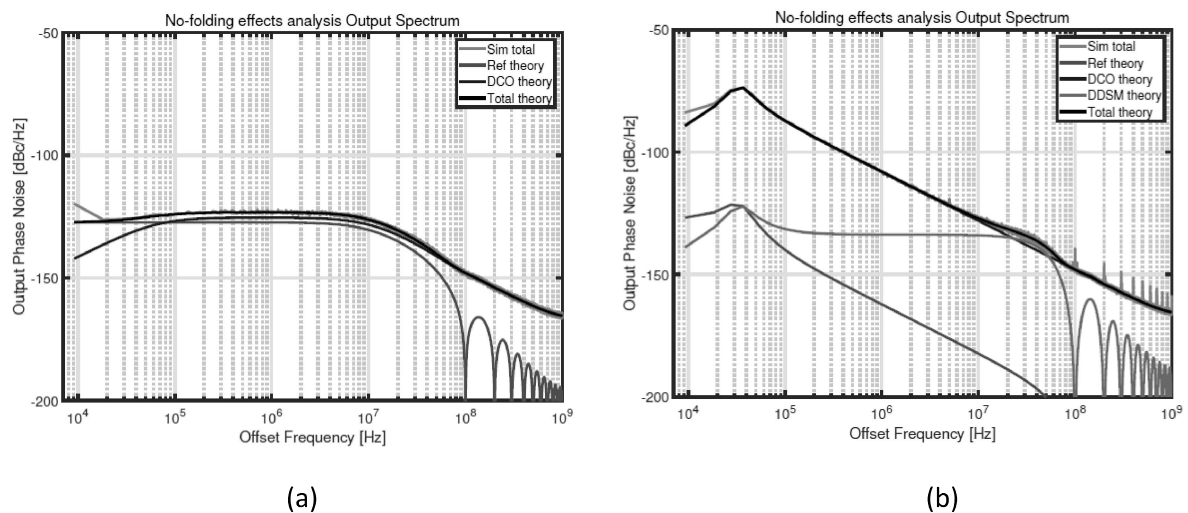 No-folding effects analysis Output Spectrum
-50
-100
-150
-200
Output Phase Noise [dBc/Hz]
Sim total
Ref theory
DCO theory
Total theory
10^4
10^5
10^6
10^7
10^8
10^9
Offset Frequency [Hz]
(a)
No-folding effects analysis Output Spectrum
-50
-100
-150
-200
Output Phase Noise [dBc/Hz]
Sim total
Ref theory
DCO theory
DDSM theory
Total theory
10^4
10^5
10^6
10^7
10^8
10^9
Offset Frequency [Hz]
(b)